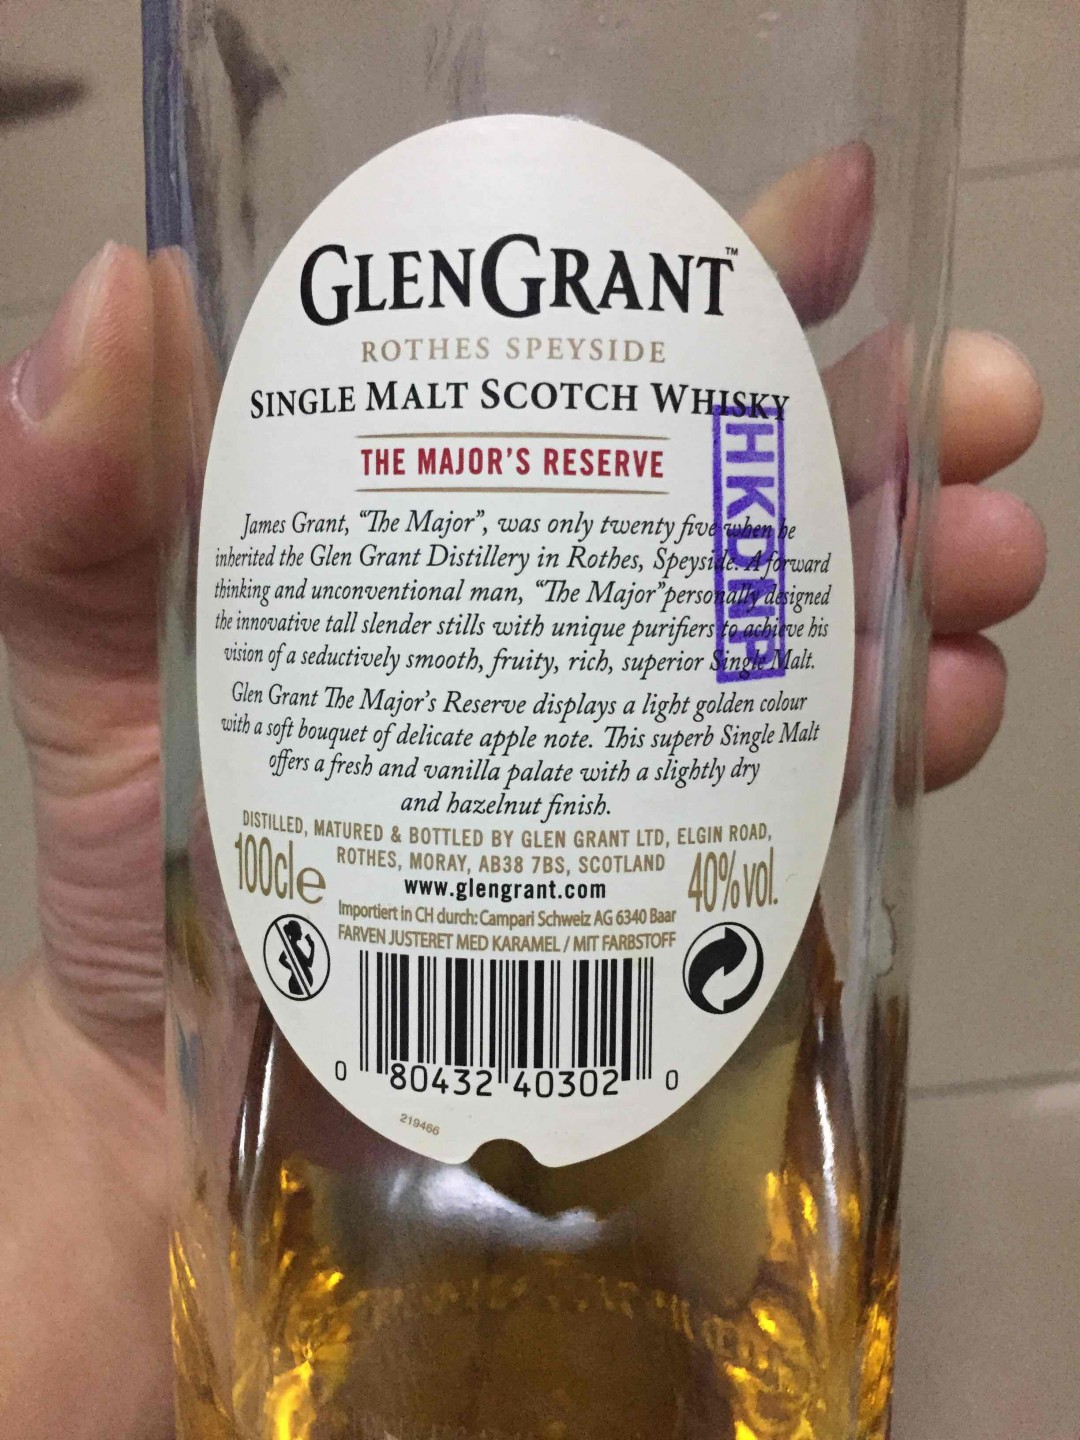 GLENGRANT™
ROTHES SPEYSIDE
SINGLE MALT SCOTCH WHISKY
THE MAJOR'S RESERVE
HKDNP
James Grant, “The Major”, was only twenty five when he
inherited the Glen Grant Distillery in Rothes, Speyside. A forward
thinking and unconventional man, “The Major” personally designed
the innovative tall slender stills with unique purifiers to achieve his
vision of a seductively smooth, fruity, rich, superior Single Malt.
Glen Grant The Major's Reserve displays a light golden colour
with a soft bouquet of delicate apple note. This superb Single Malt
offers a fresh and vanilla palate with a slightly dry
and hazelnut finish.
DISTILLED, MATURED & BOTTLED BY GLEN GRANT LTD, ELGIN ROAD,
ROTHES, MORAY, AB38 7BS, SCOTLAND
100cl e
www.glengrant.com
40% vol.
Importiert in CH durch: Campari Schweiz AG 6340 Baar
FARVEN JUSTERET MED KARAMEL / MIT FARBSTOFF
0 80432 40302 0
219466